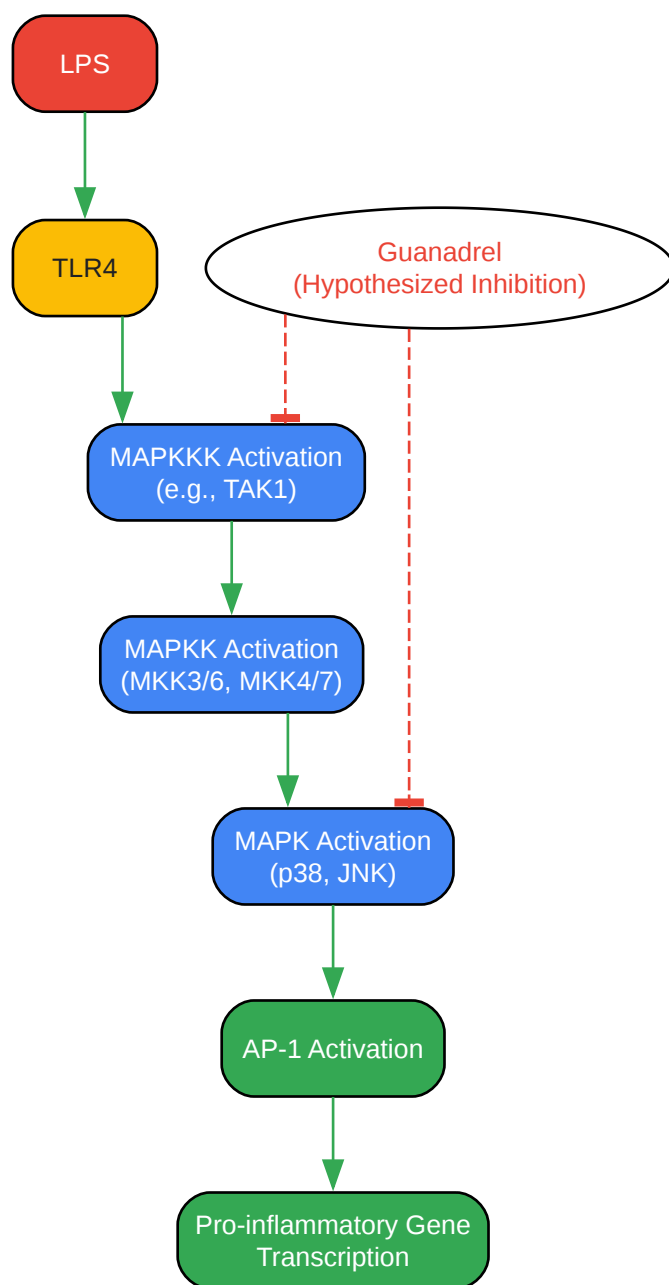 LPS
TLR4
Guanadrel
(Hypothesized Inhibition)
MAPKKK Activation
(e.g., TAK1)
MAPKK Activation
(MKK3/6, MKK4/7)
MAPK Activation
(p38, JNK)
AP-1 Activation
Pro-inflammatory Gene
Transcription